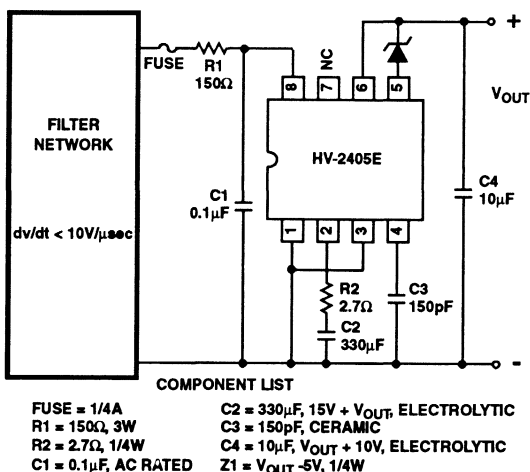 +
FUSE
R1
150Ω
8
NC
7
6
5
VOUT
FILTER
NETWORK
HV-2405E
C4
10µF
C1
0.1µF
dv/dt < 10V/µsec
1
2
3
4
R2
2.7Ω
C3
150pF
C2
330µF
-
COMPONENT LIST
FUSE = 1/4A
C2 = 330µF, 15V + VOUT, ELECTROLYTIC
R1 = 150Ω, 3W
C3 = 150pF, CERAMIC
R2 = 2.7Ω, 1/4W
C4 = 10µF, VOUT + 10V, ELECTROLYTIC
C1 = 0.1µF, AC RATED
Z1 = VOUT -5V, 1/4W